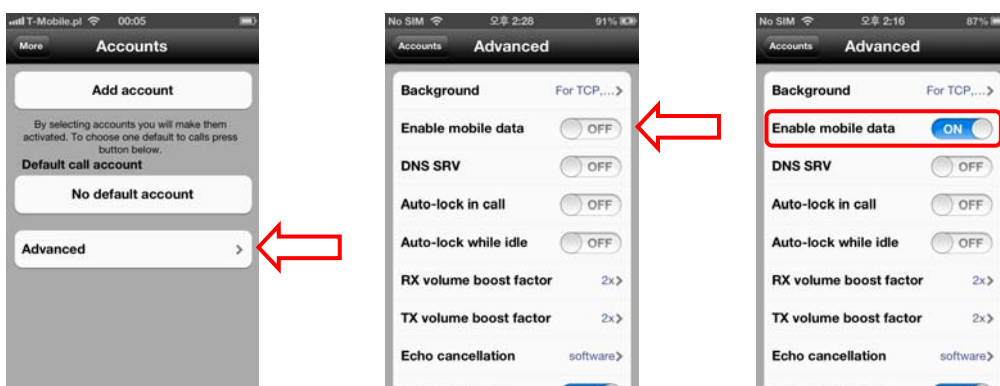 T-Mobile.pl 00:05
More Accounts
Add account
By selecting accounts you will make them
activated. To choose one default to calls press
button below.
Default call account
No default account
Advanced
No SIM 오후 2:28 91%
Accounts Advanced
Background For TCP,...
Enable mobile data OFF
DNS SRV OFF
Auto-lock in call OFF
Auto-lock while idle OFF
RX volume boost factor 2x
TX volume boost factor 2x
Echo cancellation software
No SIM 오후 2:16 87%
Accounts Advanced
Background For TCP,...
Enable mobile data ON
DNS SRV OFF
Auto-lock in call OFF
Auto-lock while idle OFF
RX volume boost factor 2x
TX volume boost factor 2x
Echo cancellation software